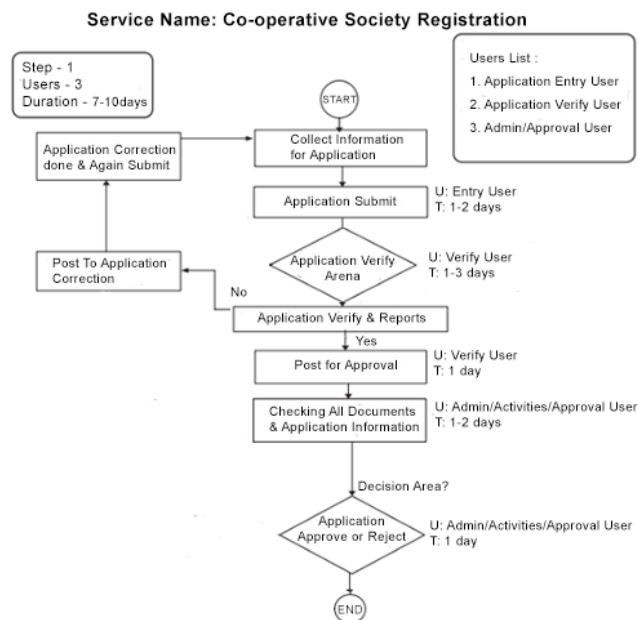 Service Name: Co-operative Society Registration
Step - 1
Users - 3
Duration - 7-10days
Users List :
1. Application Entry User
2. Application Verify User
3. Admin/Approval User
START
Collect Information
for Application
Application Correction
done & Again Submit
Application Submit
U: Entry User
T: 1-2 days
Application Verify
Arena
U: Verify User
T: 1-3 days
Post To Application
Correction
No
Application Verify & Reports
Yes
Post for Approval
U: Verify User
T: 1 day
Checking All Documents
& Application Information
U: Admin/Activities/Approval User
T: 1-2 days
Decision Area?
Application
Approve or Reject
U: Admin/Activities/Approval User
T: 1 day
END